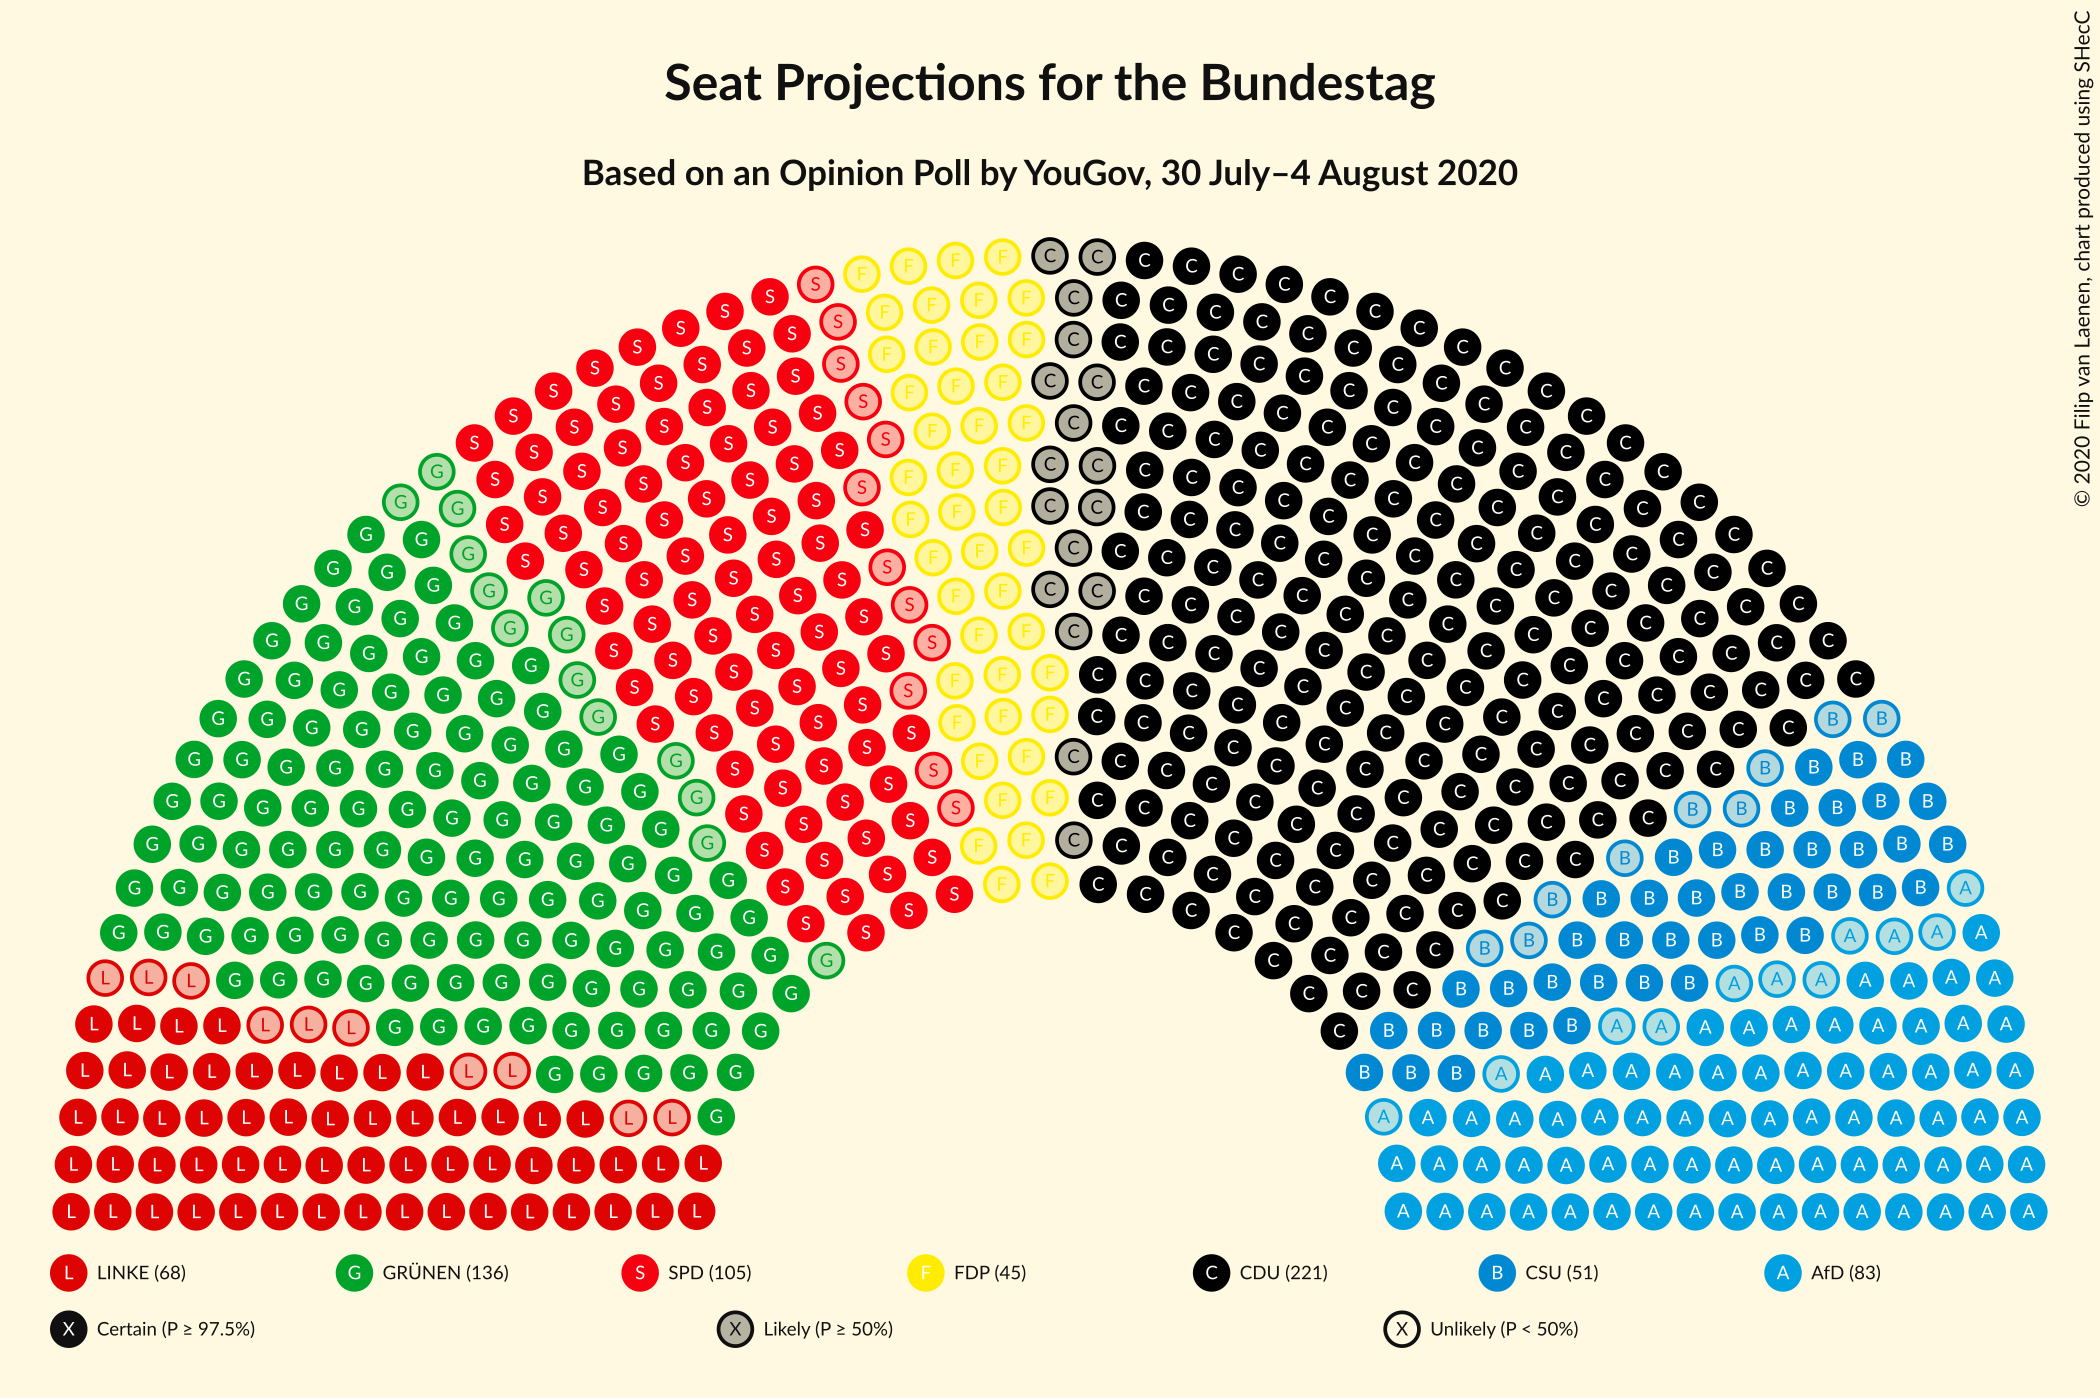 Seat Projections for the Bundestag
Based on an Opinion Poll by YouGov, 30 July–4 August 2020
© 2020 Filip van Laenen, chart produced using SHecC
L LINKE (68)
G GRÜNEN (136)
S SPD (105)
F FDP (45)
C CDU (221)
B CSU (51)
A AfD (83)
X Certain (P ≥ 97.5%)
X Likely (P ≥ 50%)
X Unlikely (P < 50%)